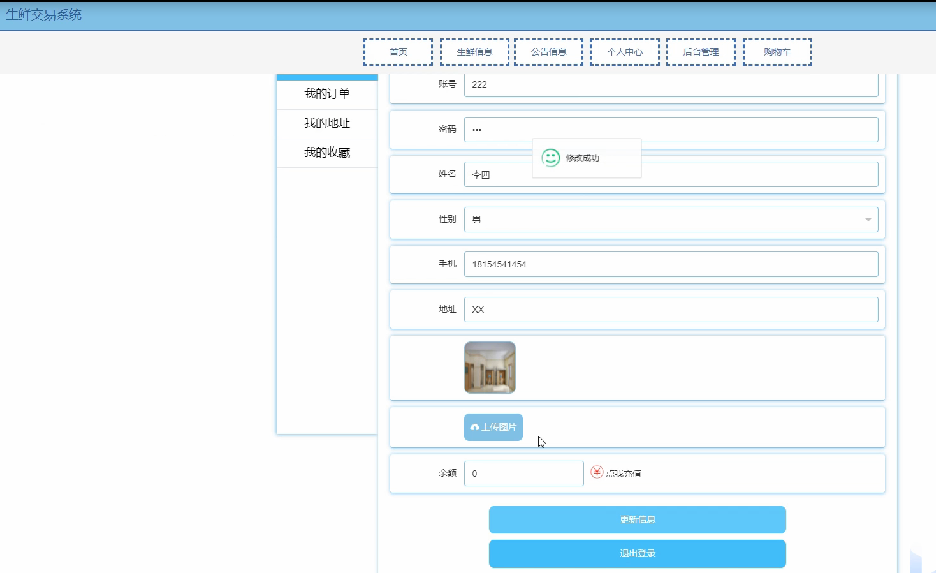 生鲜交易系统
首页 生鲜信息 公告信息 个人中心 后台管理 购物车
我的订单
我的地址
我的收藏
账号 222
密码 •••
修改成功
姓名 李四
性别 男
手机 18154541454
地址 XX
上传图片
余额 0 点我充值
更新信息
退出登录